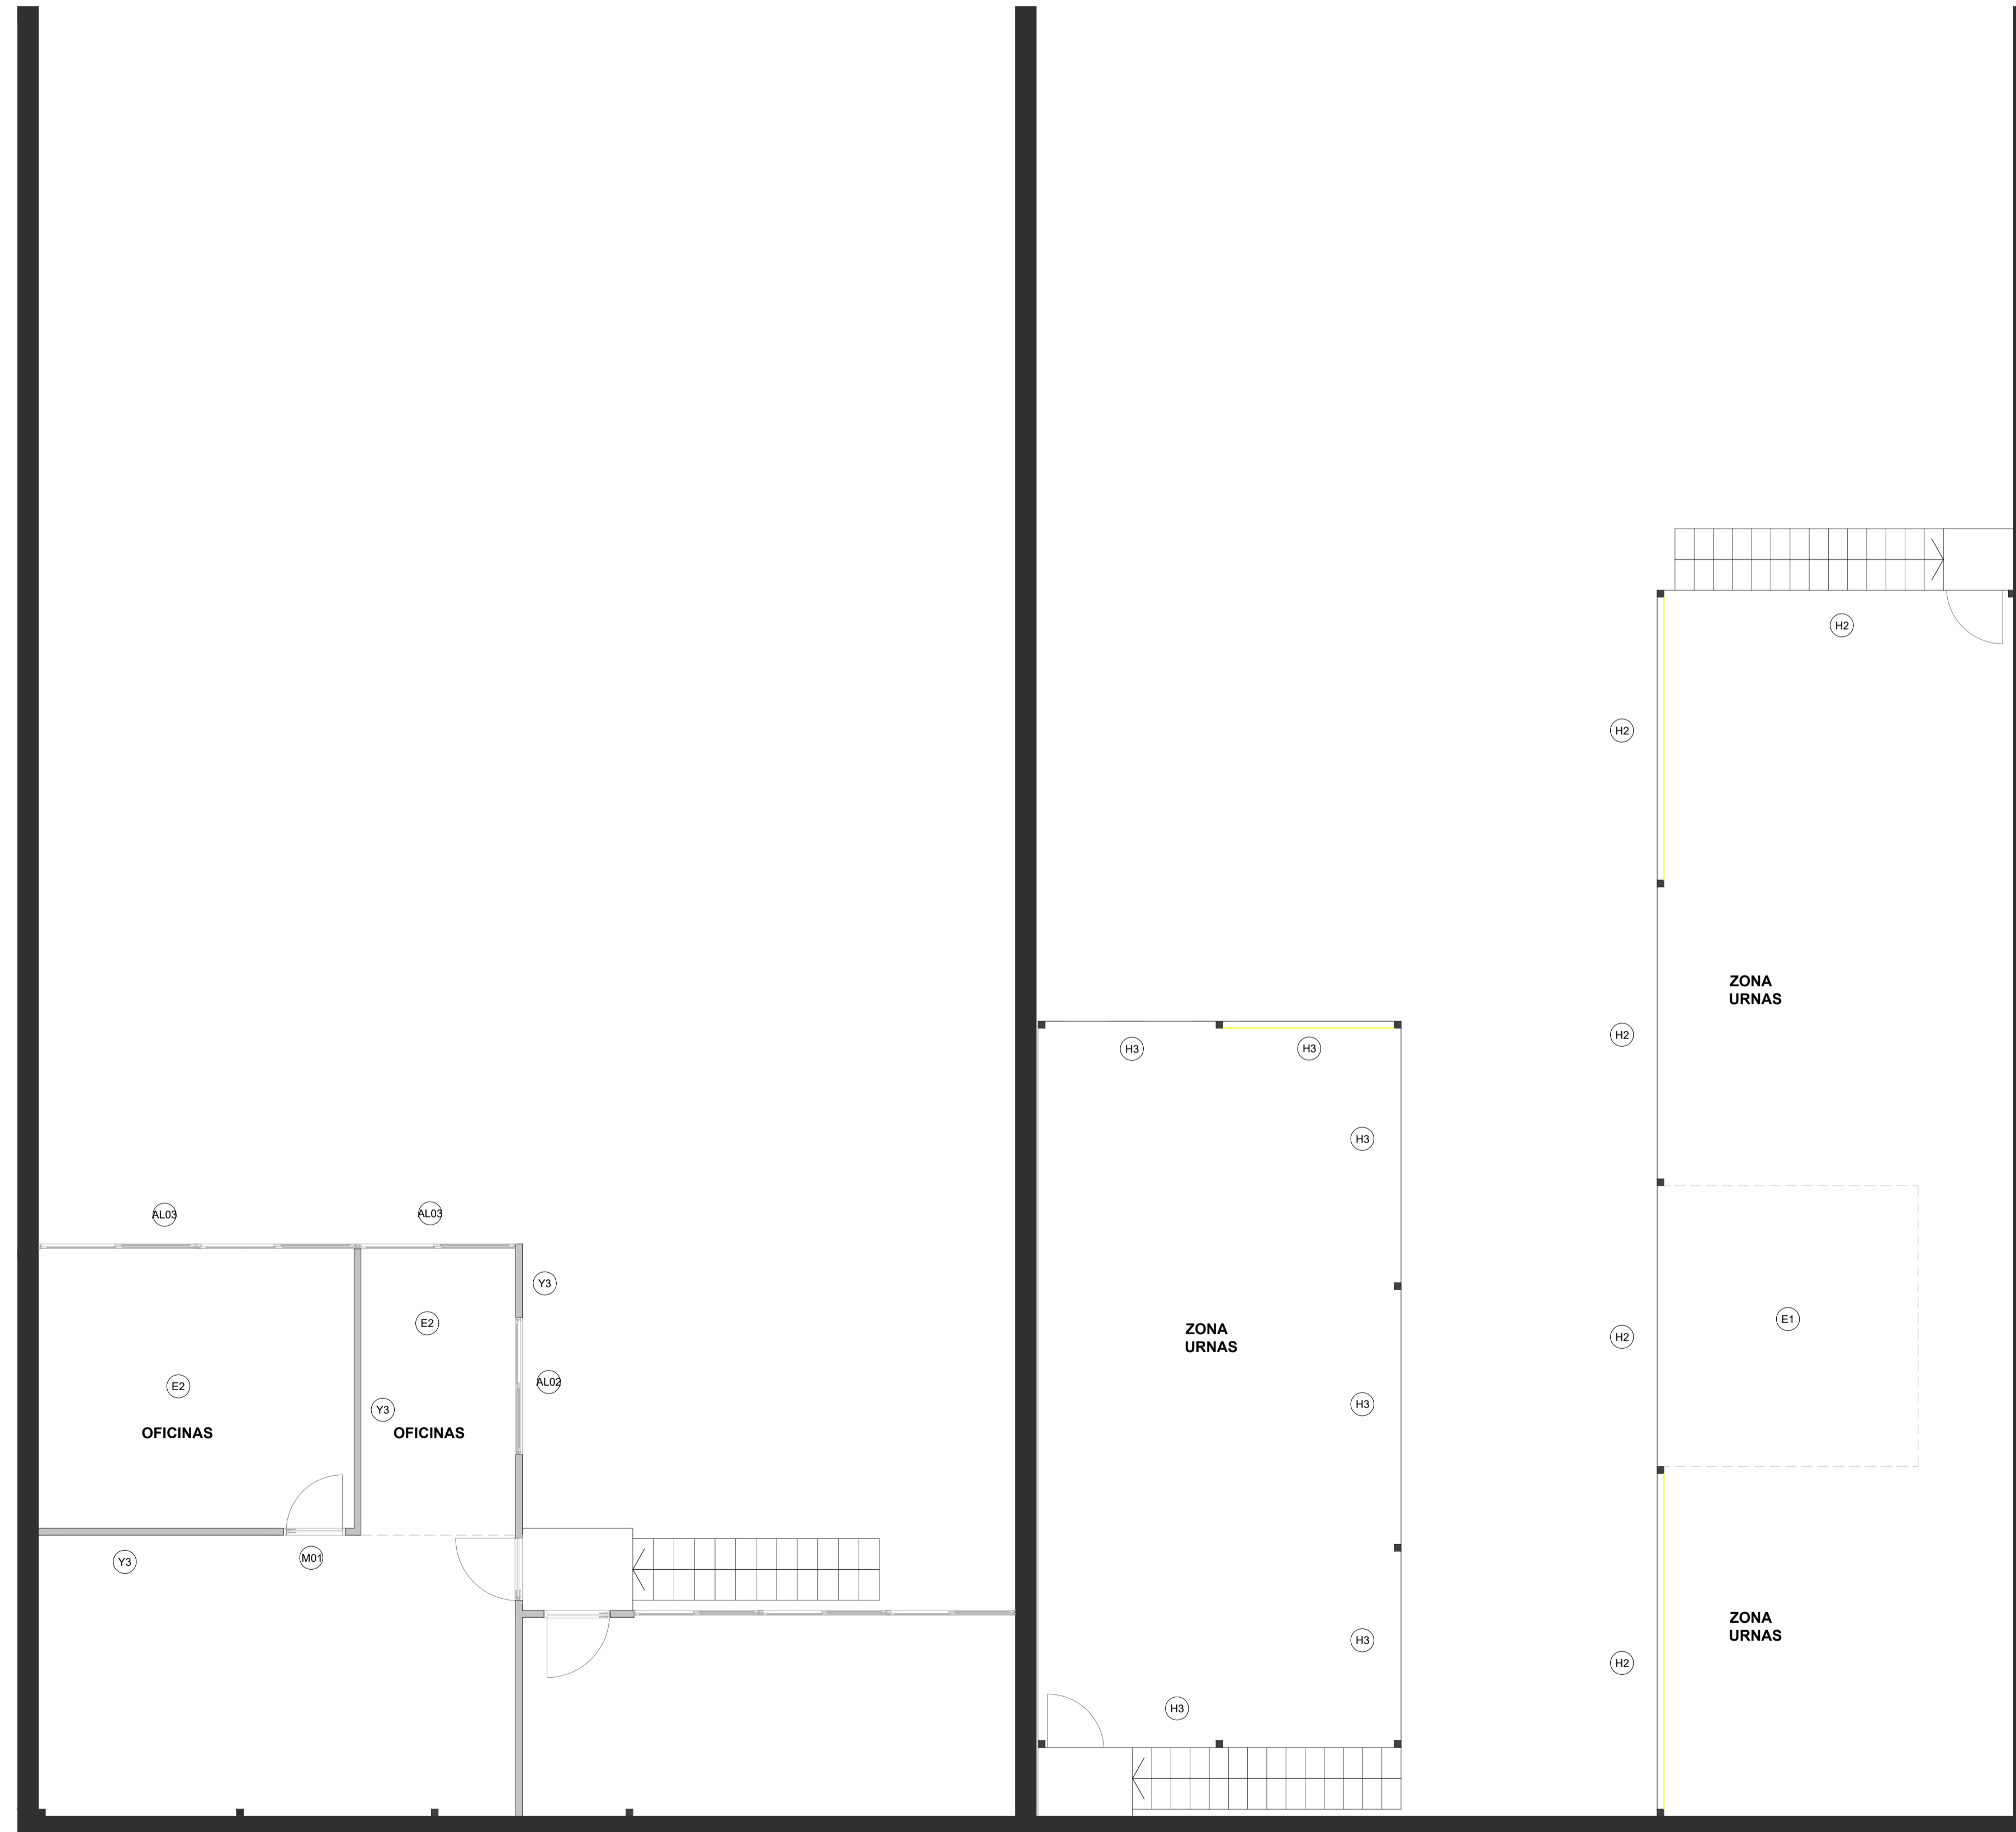 H2
H2
ZONA
URNAS
H2
H3
H3
H3
AL03
AL03
Y3
E2
E1
ZONA
URNAS
H2
AL02
E2
Y3
H3
OFICINAS
OFICINAS
M01
Y3
ZONA
URNAS
H3
H2
H3